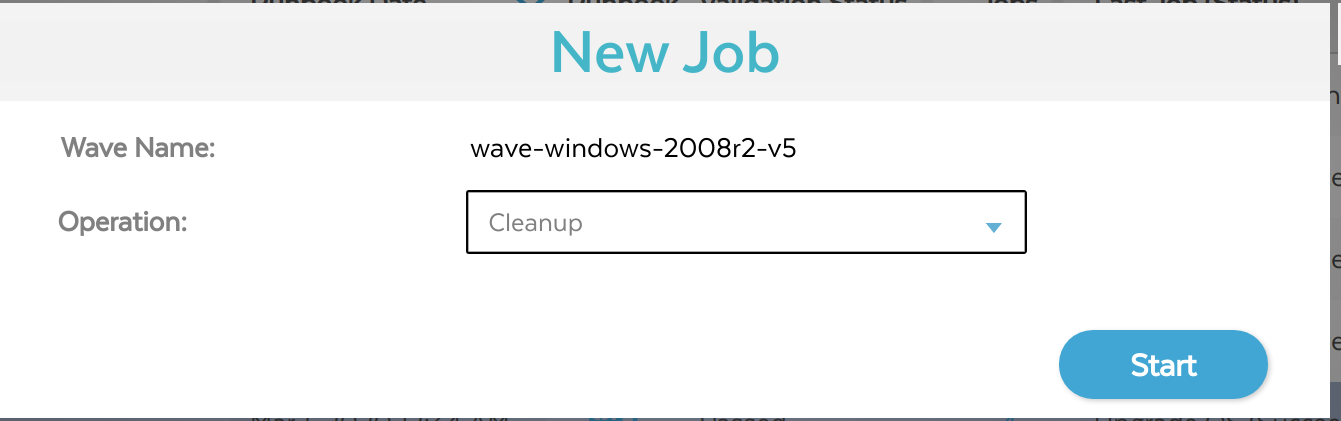 New Job
Wave Name:
wave-windows-2008r2-v5
Operation:
Cleanup
Start